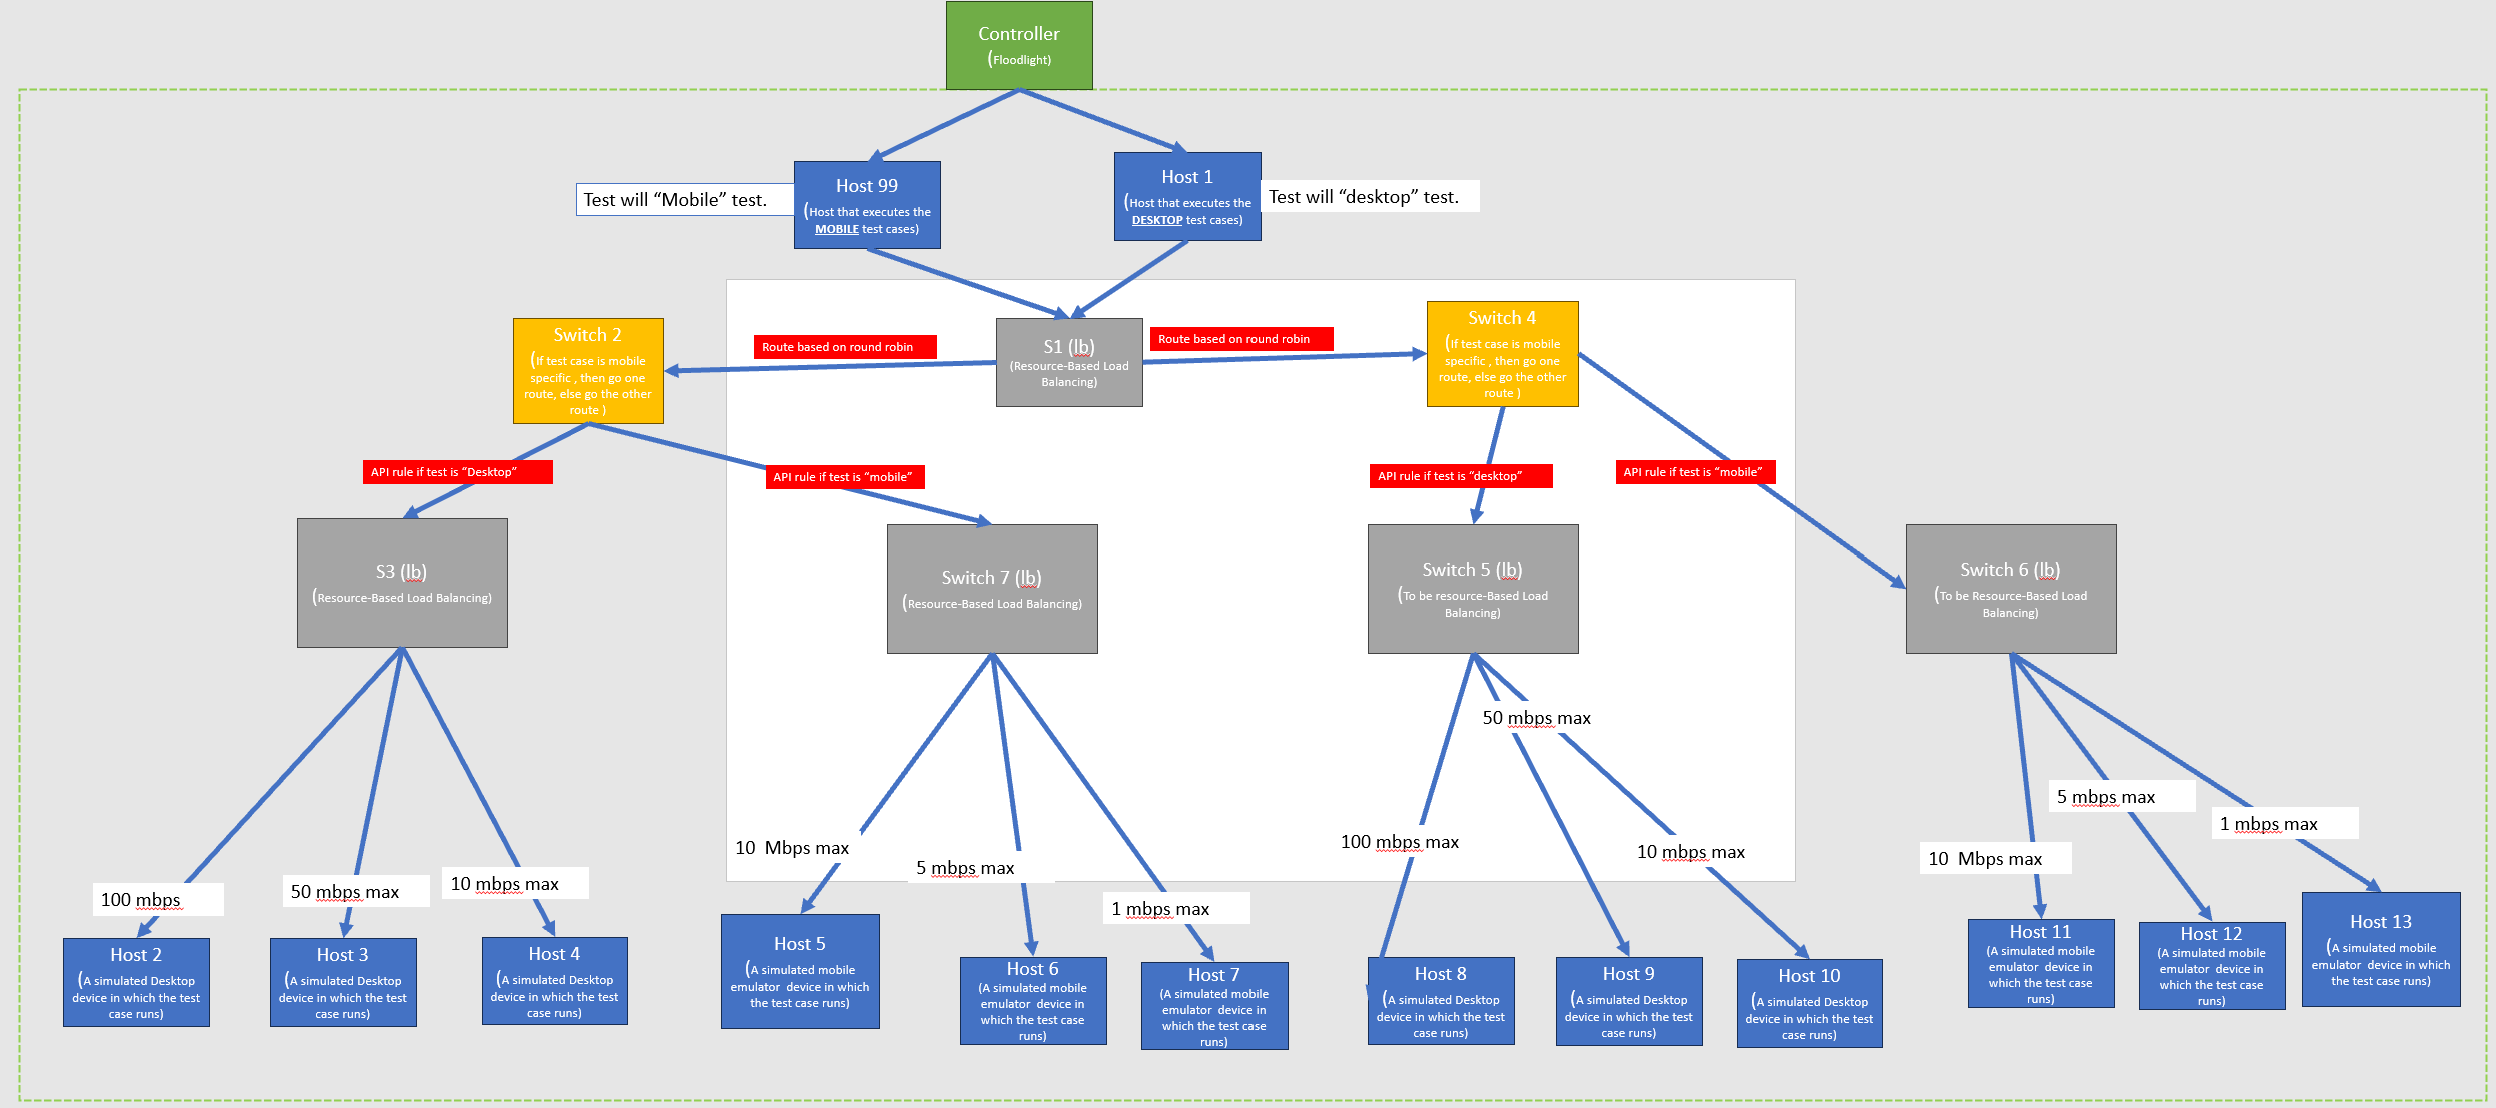 Controller
(Floodlight)
Host 99
(Host that executes the
MOBILE test cases)
Test will “Mobile” test.
Host 1
(Host that executes the
DESKTOP test cases)
Test will “desktop” test.
Switch 2
(If test case is mobile
specific , then go one
route, else go the other
route )
Route based on round robin
S1 (lb)
(Resource-Based Load
Balancing)
Route based on round robin
Switch 4
(If test case is mobile
specific , then go one
route, else go the other
route )
API rule if test is “Desktop”
API rule if test is “mobile”
API rule if test is “desktop”
API rule if test is “mobile”
S3 (lb)
(Resource-Based Load Balancing)
Switch 7 (lb)
(Resource-Based Load Balancing)
Switch 5 (lb)
(To be resource-Based Load
Balancing)
Switch 6 (lb)
(To be Resource-Based Load
Balancing)
100 mbps
50 mbps max
10 mbps max
10  Mbps max
5 mbps max
1 mbps max
100 mbps max
50 mbps max
10 mbps max
10  Mbps max
5 mbps max
1 mbps max
Host 2
(A simulated Desktop
device in which the test
case runs)
Host 3
(A simulated Desktop
device in which the test
case runs)
Host 4
(A simulated Desktop
device in which the test
case runs)
Host 5
(A simulated mobile
emulator  device in which
the test case runs)
Host 6
(A simulated mobile
emulator  device in
which the test case
runs)
Host 7
(A simulated mobile
emulator  device in
which the test case
runs)
Host 8
(A simulated Desktop
device in which the test
case runs)
Host 9
(A simulated Desktop
device in which the test
case runs)
Host 10
(A simulated Desktop
device in which the test
case runs)
Host 11
(A simulated mobile
emulator  device in
which the test case
runs)
Host 12
(A simulated mobile
emulator  device in
which the test case
runs)
Host 13
(A simulated mobile
emulator  device in which
the test case runs)